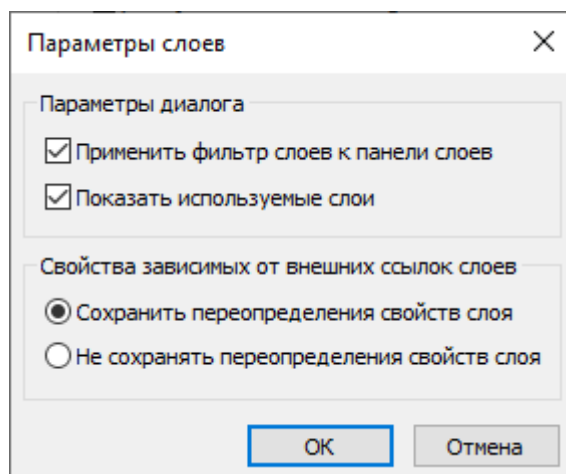 Параметры слоев
Параметры диалога
Применить фильтр слоев к панели слоев
Показать используемые слои
Свойства зависимых от внешних ссылок слоев
Сохранить переопределения свойств слоя
Не сохранять переопределения свойств слоя
ОК Отмена